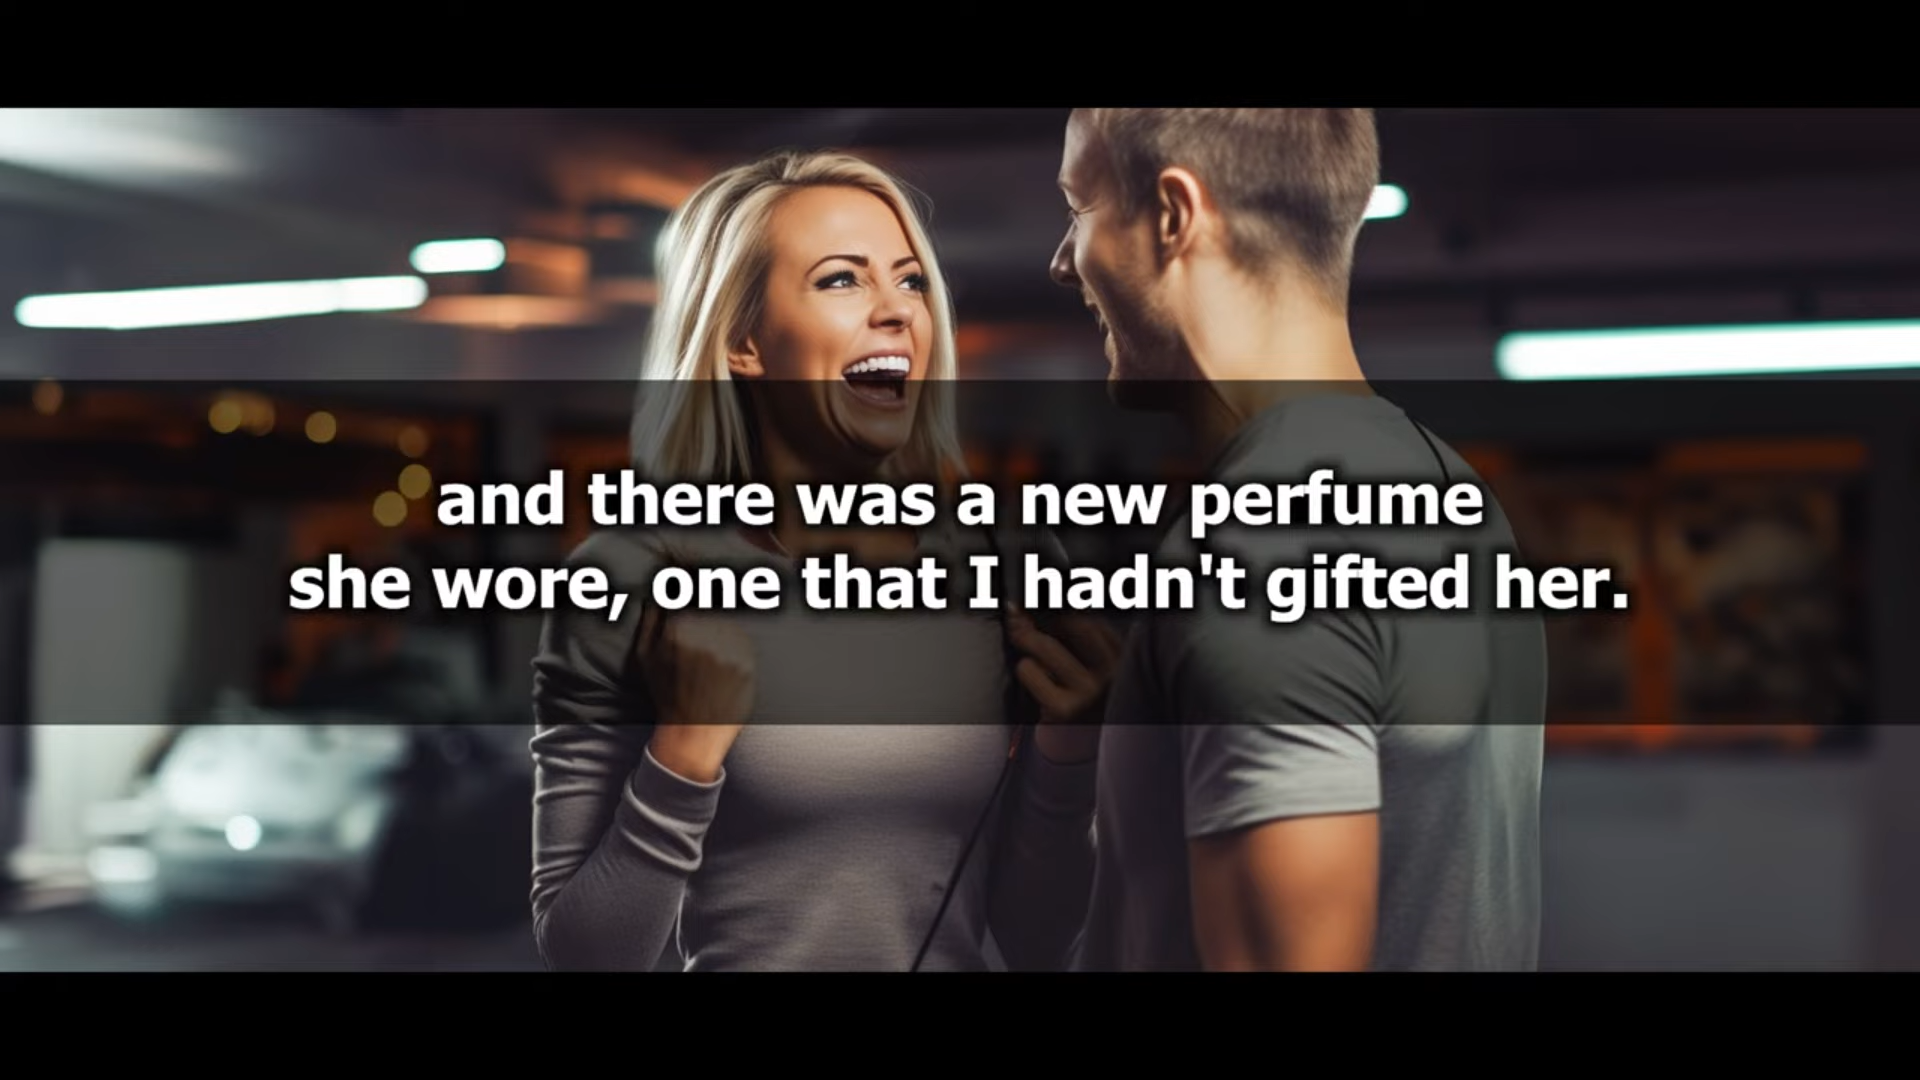 and there was a new perfume
she wore, one that I hadn't gifted her.